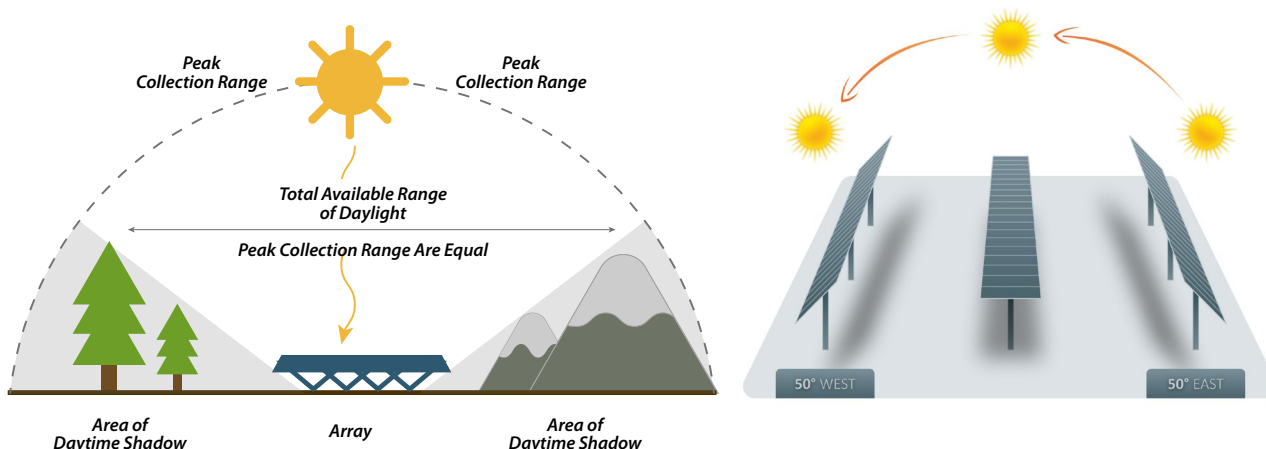 Peak
Collection Range
Peak
Collection Range
Total Available Range
of Daylight
Peak Collection Range Are Equal
Area of
Daytime Shadow
Array
Area of
Daytime Shadow
50° WEST
50° EAST